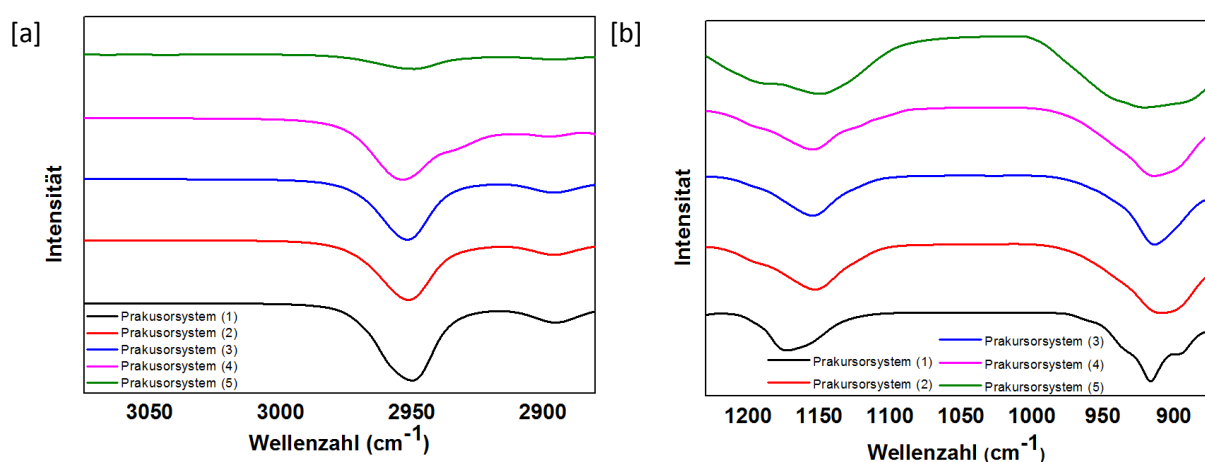 [a]
Intensität
Prakusorsystem (1)
Prakusorsystem (2)
Prakusorsystem (3)
Prakusorsystem (4)
Prakusorsystem (5)
3050 3000 2950 2900
Wellenzahl (cm-1)
[b]
Intensität
Prakursorsystem (1)
Prakursorsystem (2)
Prakursorsystem (3)
Prakursorsystem (4)
Prakursorsystem (5)
1200 1150 1100 1050 1000 950 900
Wellenzahl (cm-1)